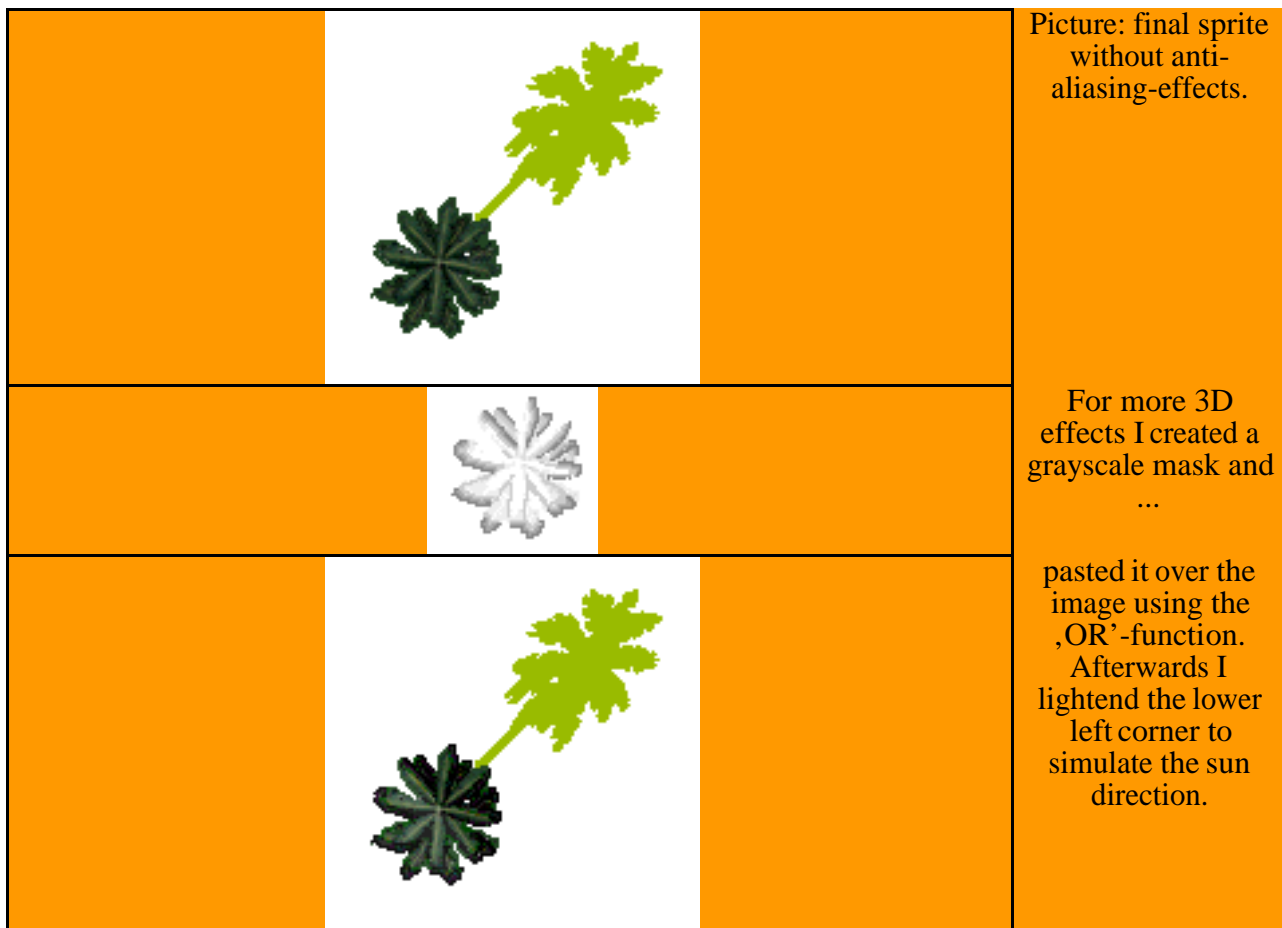 Picture: final sprite
without anti-
aliasing-effects.
For more 3D
effects I created a
grayscale mask and
...
pasted it over the
image using the
‚OR’-function.
Afterwards I
lightend the lower
left corner to
simulate the sun
direction.